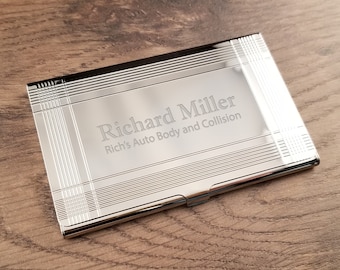 Richard Miller
Rich's Auto Body and Collision